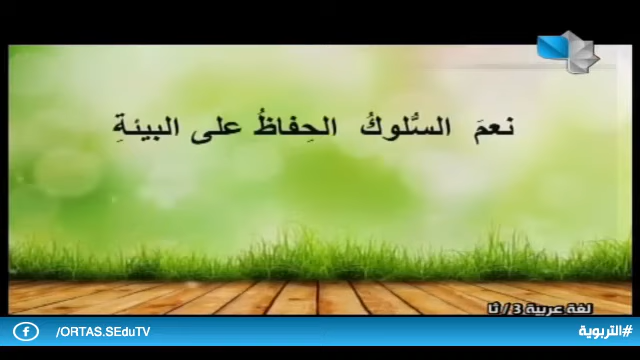 نعمَ السُّلوكُ الحِفاظُ على البيئةِ
لغة عربية 3 / ثا
/ORTAS.SEduTV
#التربوية